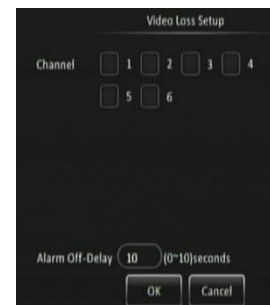 Video Loss Setup
Channel 1 2 3 4
5 6
Alarm Off-Delay 10 (0~10)seconds
OK Cancel